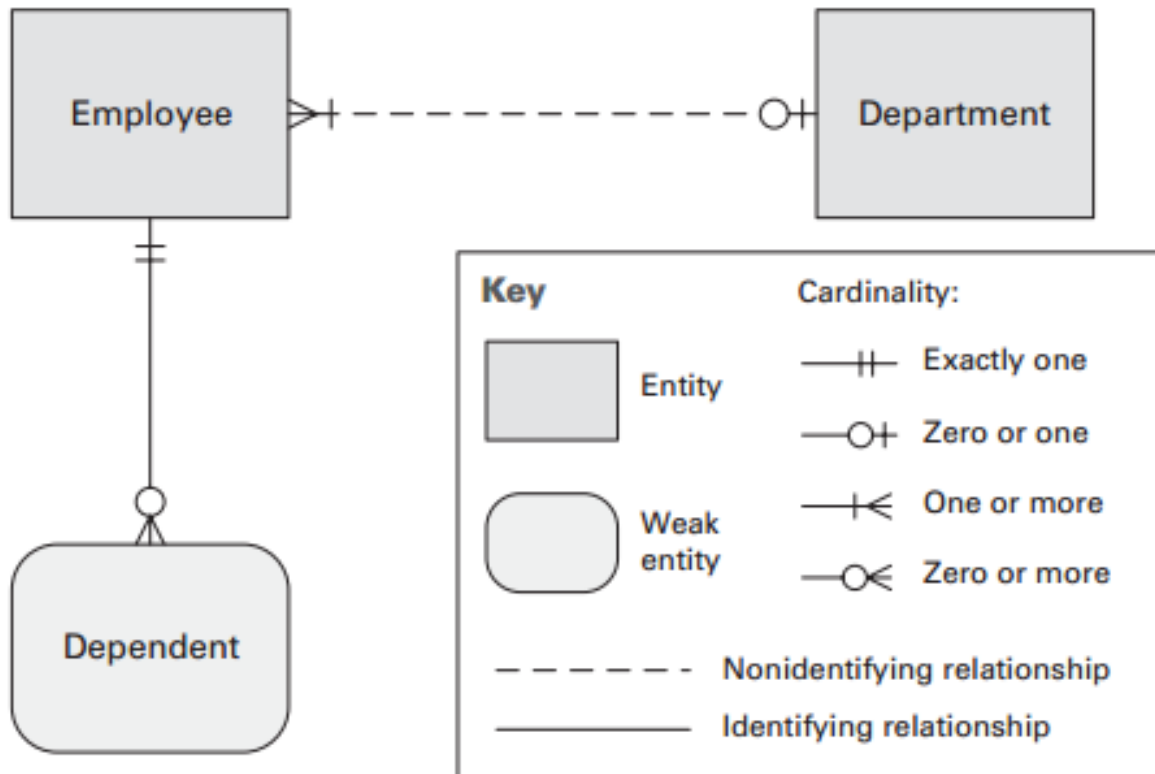 Employee
Department
Dependent
Key
Cardinality:
Entity
Weak
entity
Exactly one
Zero or one
One or more
Zero or more
Nonidentifying relationship
Identifying relationship